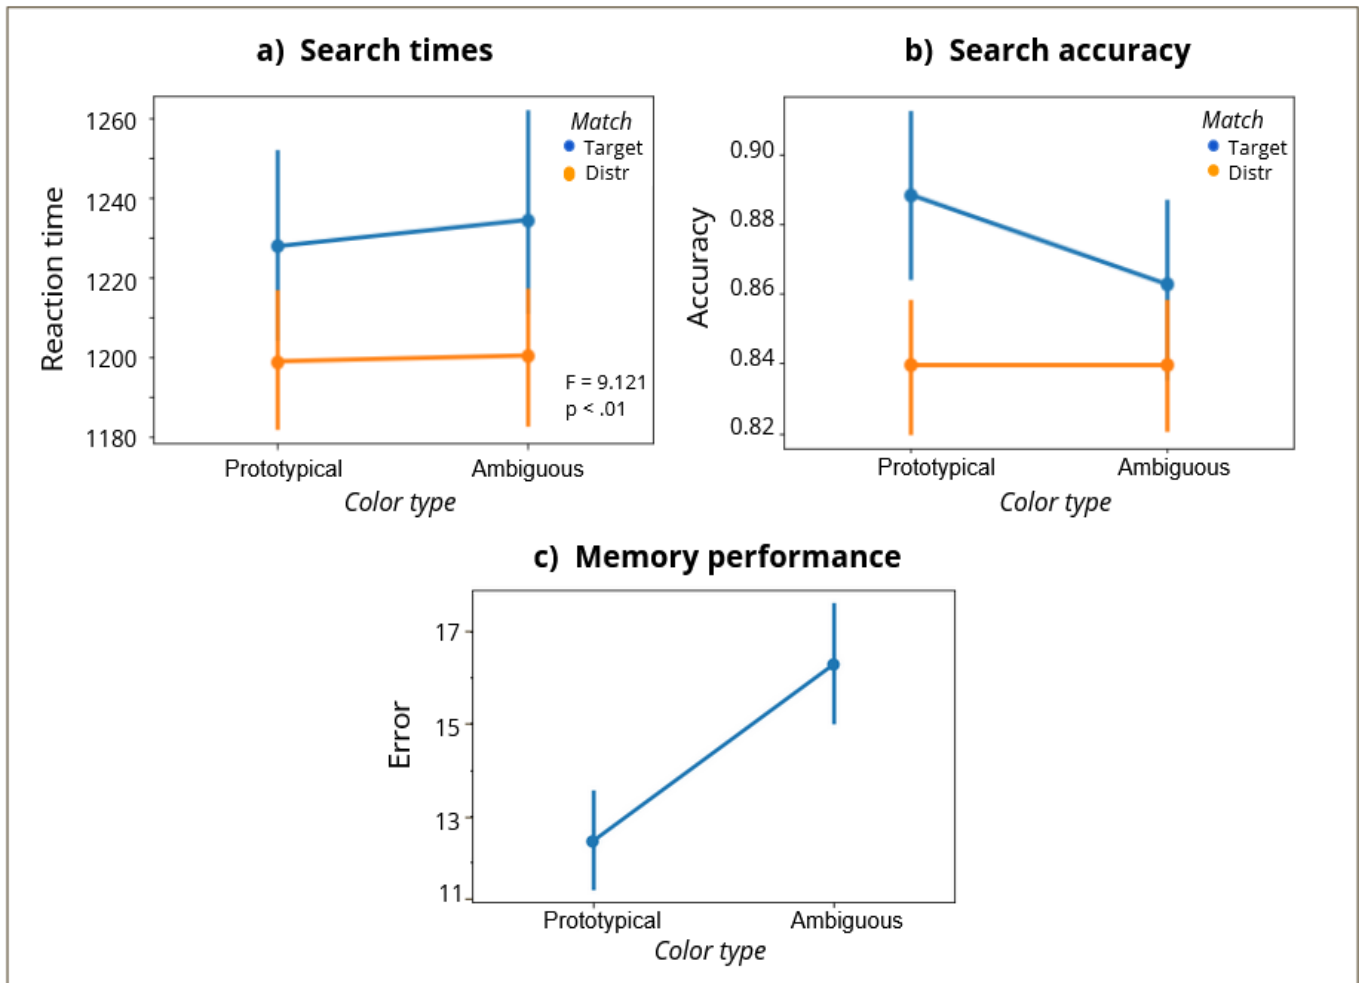 a) Search times
Match
Target
Distr
1260
1240
1220
1200
1180
Reaction time
F = 9.121
p < .01
Prototypical
Ambiguous
Color type
b) Search accuracy
Match
Target
Distr
0.90
0.88
0.86
0.84
0.82
Accuracy
Prototypical
Ambiguous
Color type
c) Memory performance
17
15
13
11
Error
Prototypical
Ambiguous
Color type